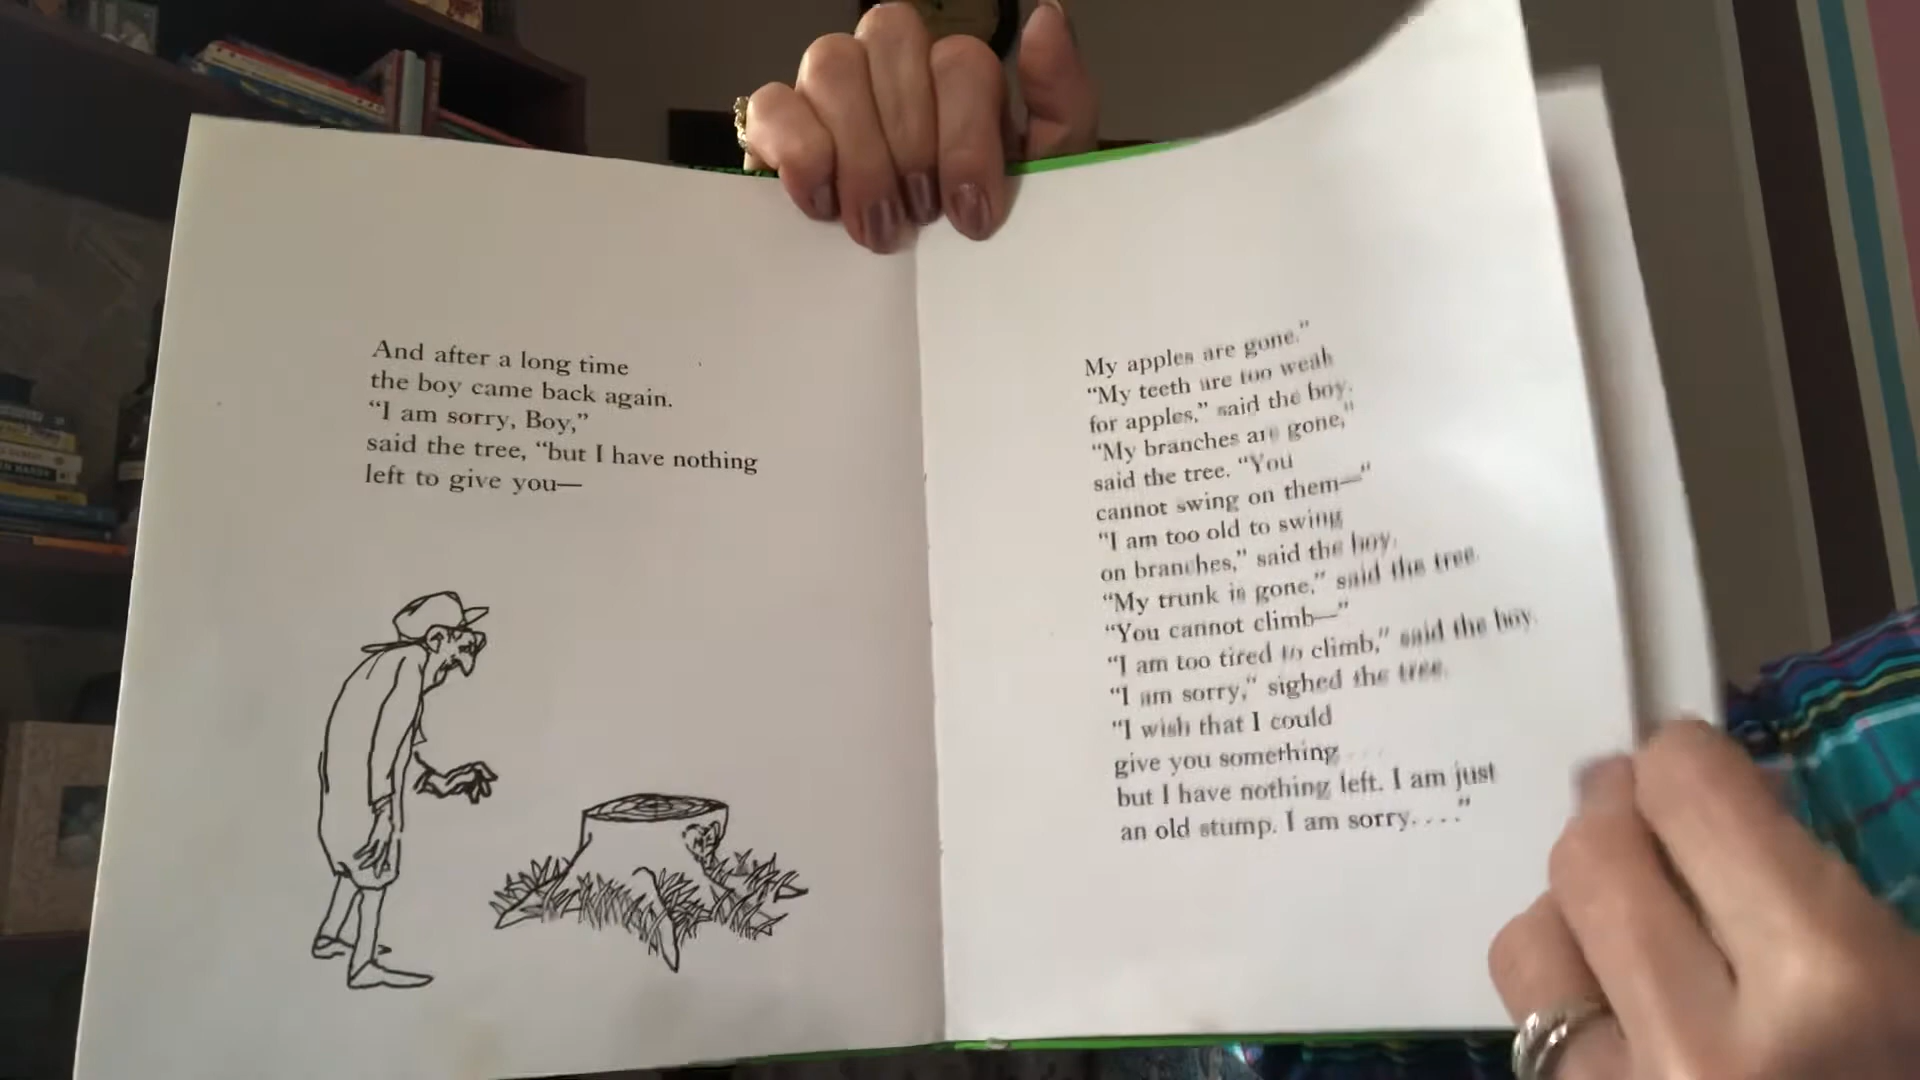 And after a long time
the boy came back again.
“I am sorry, Boy,”
said the tree, “but I have nothing
left to give you—
My apples are gone.”
“My teeth are too weak
for apples,” said the boy.
“My branches are gone,”
said the tree. “You
cannot swing on them—”
“I am too old to swing
on branches,” said the boy.
“My trunk is gone,” said the tree.
“You cannot climb—”
“I am too tired to climb,” said the boy.
“I am sorry,” sighed the tree.
“I wish that I could
give you something . . . .
but I have nothing left. I am just
an old stump. I am sorry. . . .”